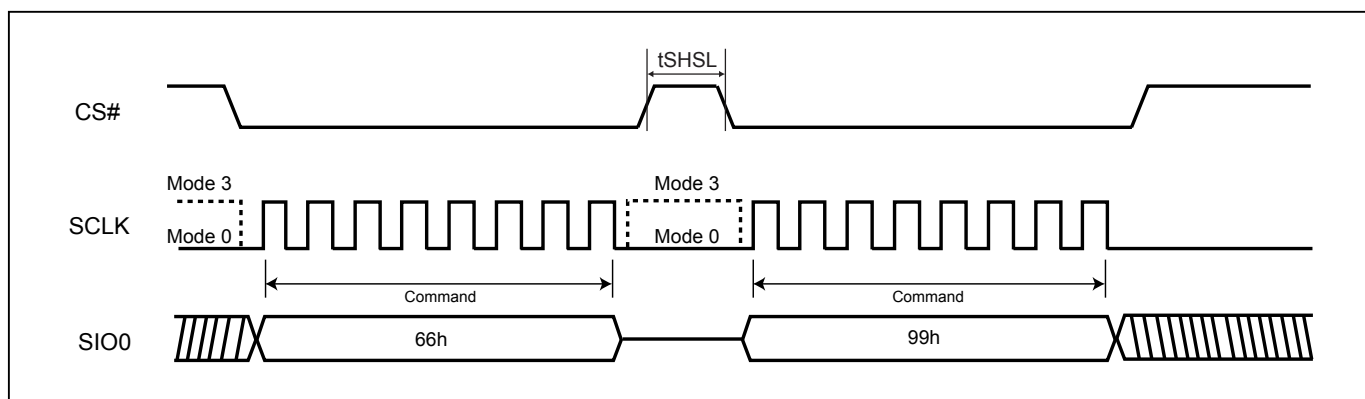 tSHSL
CS#
Mode 3 Mode 3
SCLK
Mode 0 Mode 0
Command Command
SIO0 66h 99h